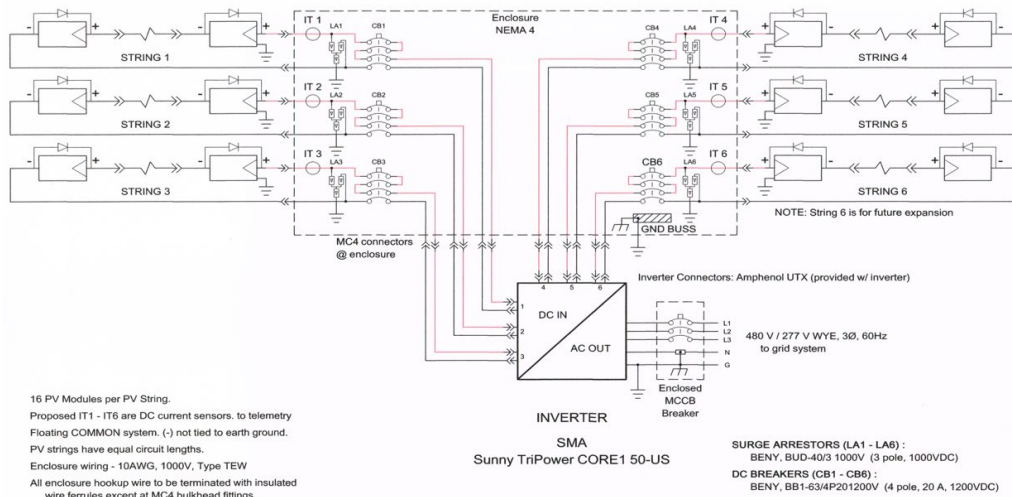 Enclosure
NEMA 4
IT 1
LA1
CB1
CB4
LA4
IT 4
- + - +
+ - + -
STRING 1
STRING 4
IT 2
LA2
CB2
CB5
LA5
IT 5
- + - +
+ - + -
STRING 2
STRING 5
IT 3
LA3
CB3
CB6
LA6
IT 6
- + - +
+ - + -
STRING 3
STRING 6
NOTE: String 6 is for future expansion
GND BUSS
MC4 connectors
@ enclosure
Inverter Connectors: Amphenol UTX (provided w/ inverter)
4 5 6
1
2
3
DC IN
AC OUT
L1
L2
L3
N
G
480 V / 277 V WYE, 3Ø, 60Hz
to grid system
Enclosed
MCCB
Breaker
INVERTER
SMA
Sunny TriPower CORE1 50-US
16 PV Modules per PV String.
Proposed IT1 - IT6 are DC current sensors. to telemetry
Floating COMMON system. (-) not tied to earth ground.
PV strings have equal circuit lengths.
Enclosure wiring - 10AWG, 1000V, Type TEW
All enclosure hookup wire to be terminated with insulated
wire ferrules except at MC4 bulkhead fittings
SURGE ARRESTORS (LA1 - LA6) :
BENY, BUD-40/3 1000V (3 pole, 1000VDC)
DC BREAKERS (CB1 - CB6) :
BENY, BB1-63/4P201200V (4 pole, 20 A, 1200VDC)